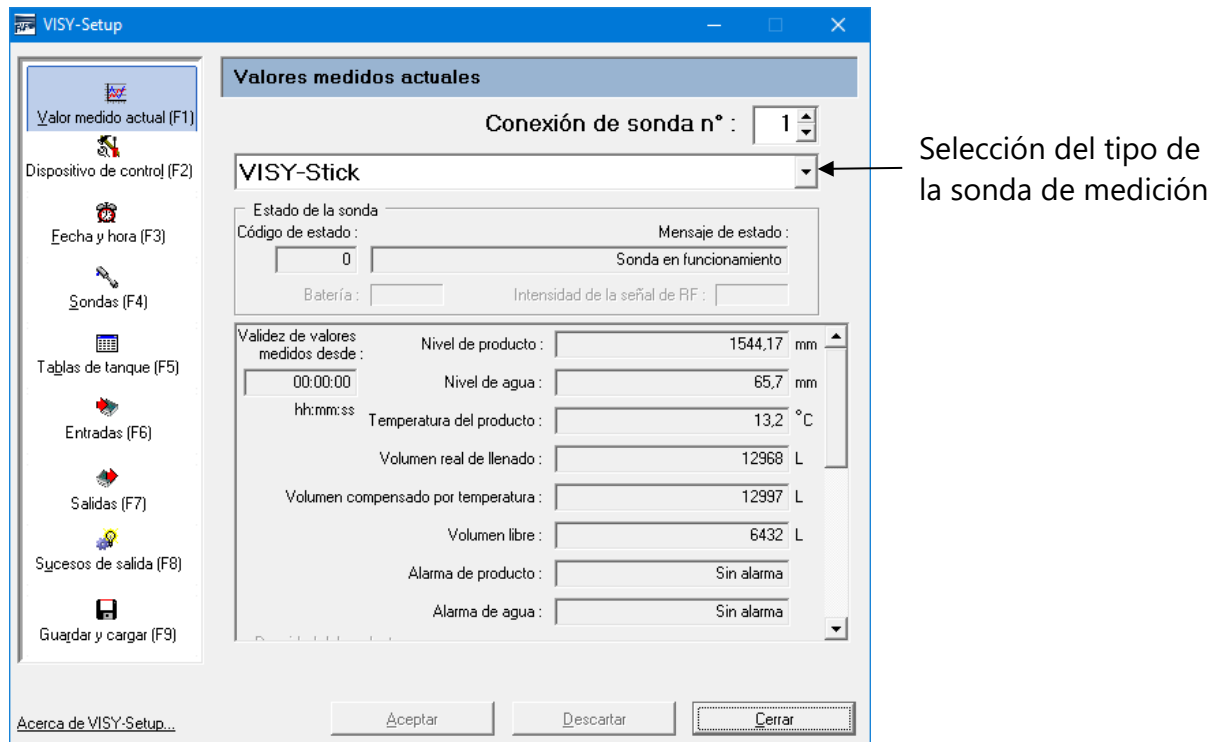 VISY-Setup
Valor medido actual (F1)
Dispositivo de control (F2)
Fecha y hora (F3)
Sondas (F4)
Tablas de tanque (F5)
Entradas (F6)
Salidas (F7)
Sucesos de salida (F8)
Guardar y cargar (F9)
Acerca de VISY-Setup...
Valores medidos actuales
Conexión de sonda n° : 1
VISY-Stick
Selección del tipo de
la sonda de medición
Estado de la sonda
Código de estado : Mensaje de estado :
0 Sonda en funcionamiento
Batería : Intensidad de la señal de RF :
Validez de valores
medidos desde :
00:00:00
hh:mm:ss
Nivel de producto : 1544,17 mm
Nivel de agua : 65,7 mm
Temperatura del producto : 13,2 °C
Volumen real de llenado : 12968 L
Volumen compensado por temperatura : 12997 L
Volumen libre : 6432 L
Alarma de producto : Sin alarma
Alarma de agua : Sin alarma
Aceptar Descartar Cerrar